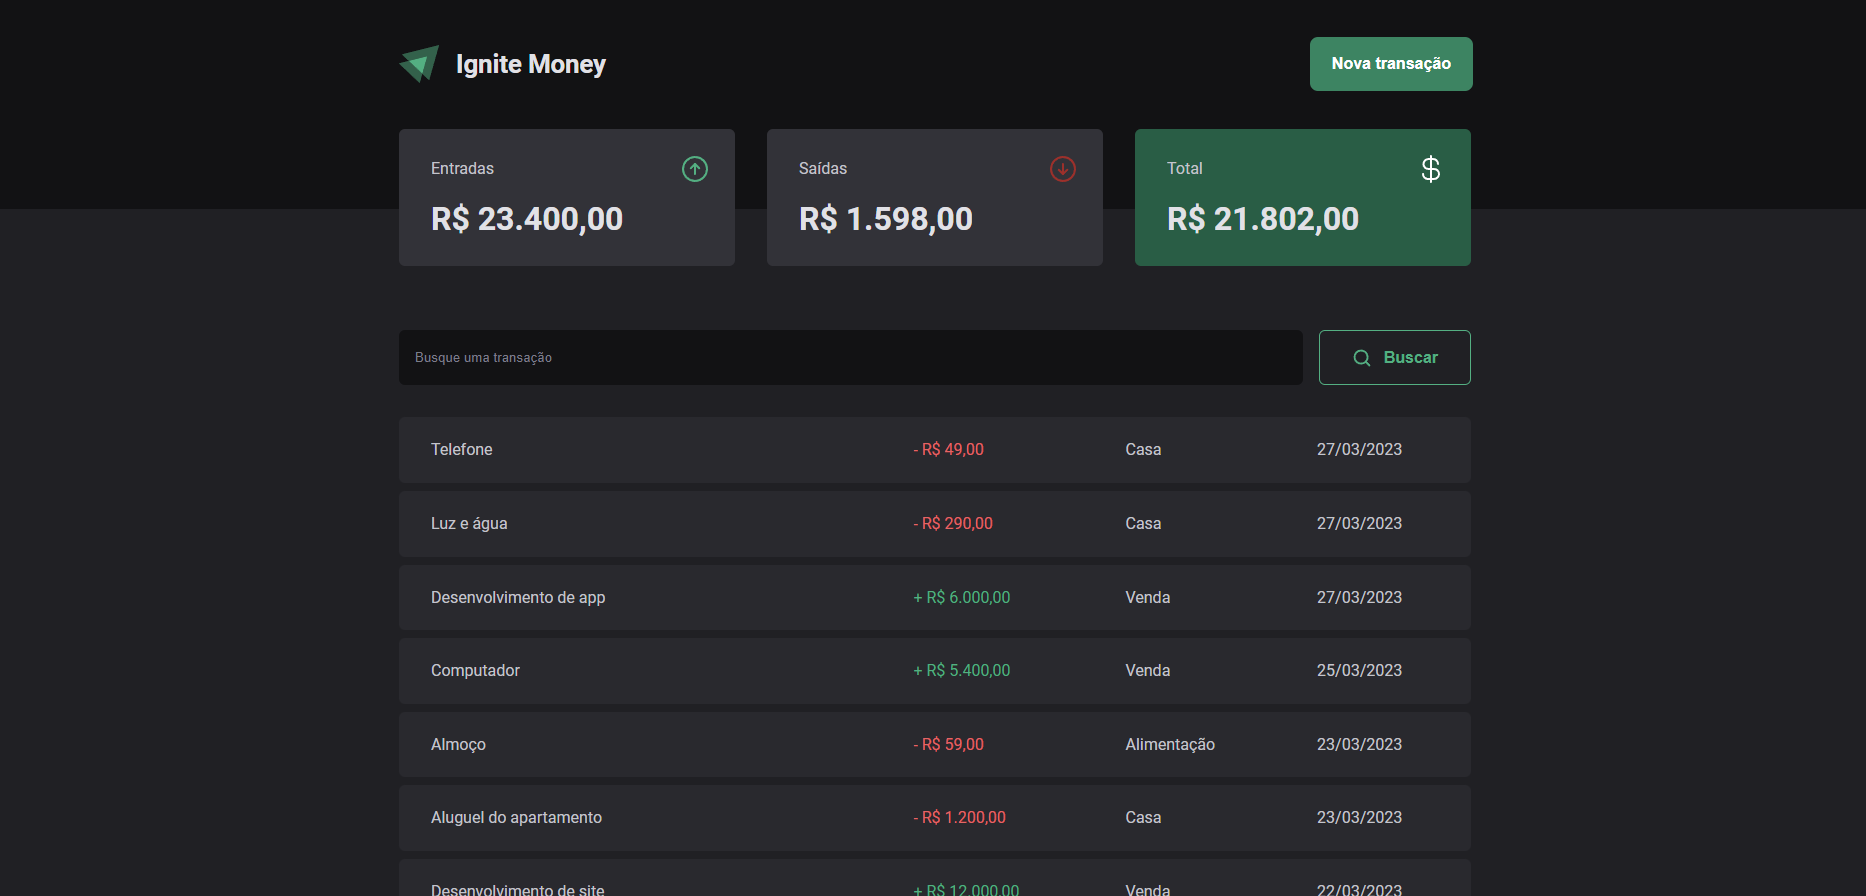 Ignite Money
Nova transação
Entradas
R$ 23.400,00
Saídas
R$ 1.598,00
Total
$
R$ 21.802,00
Busque uma transação
Buscar
Telefone - R$ 49,00 Casa 27/03/2023
Luz e água - R$ 290,00 Casa 27/03/2023
Desenvolvimento de app + R$ 6.000,00 Venda 27/03/2023
Computador + R$ 5.400,00 Venda 25/03/2023
Almoço - R$ 59,00 Alimentação 23/03/2023
Aluguel do apartamento - R$ 1.200,00 Casa 23/03/2023
Desenvolvimento de site + R$ 12.000,00 Venda 22/03/2023